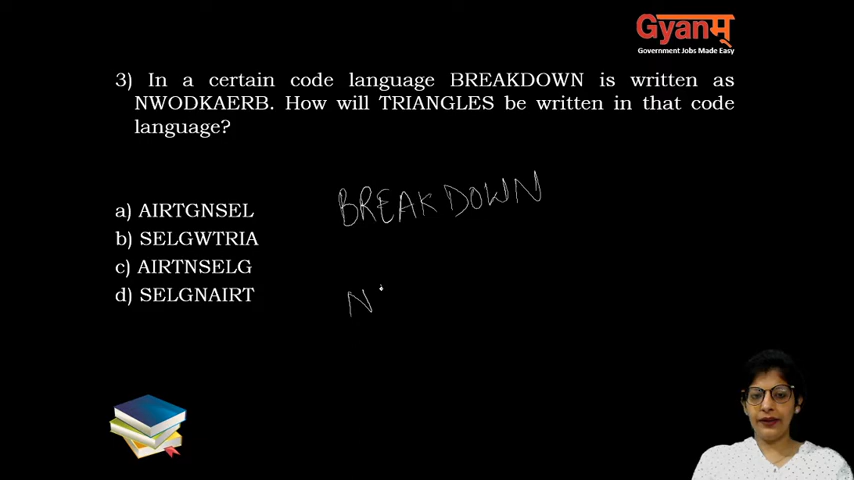 Gyanम्
Government Jobs Made Easy
3) In a certain code language BREAKDOWN is written as
NWODKAERB. How will TRIANGLES be written in that code
language?
BREAKDOWN
a) AIRTGNSEL
b) SELGWTRIA
c) AIRTNSELG
d) SELGNAIRT
N